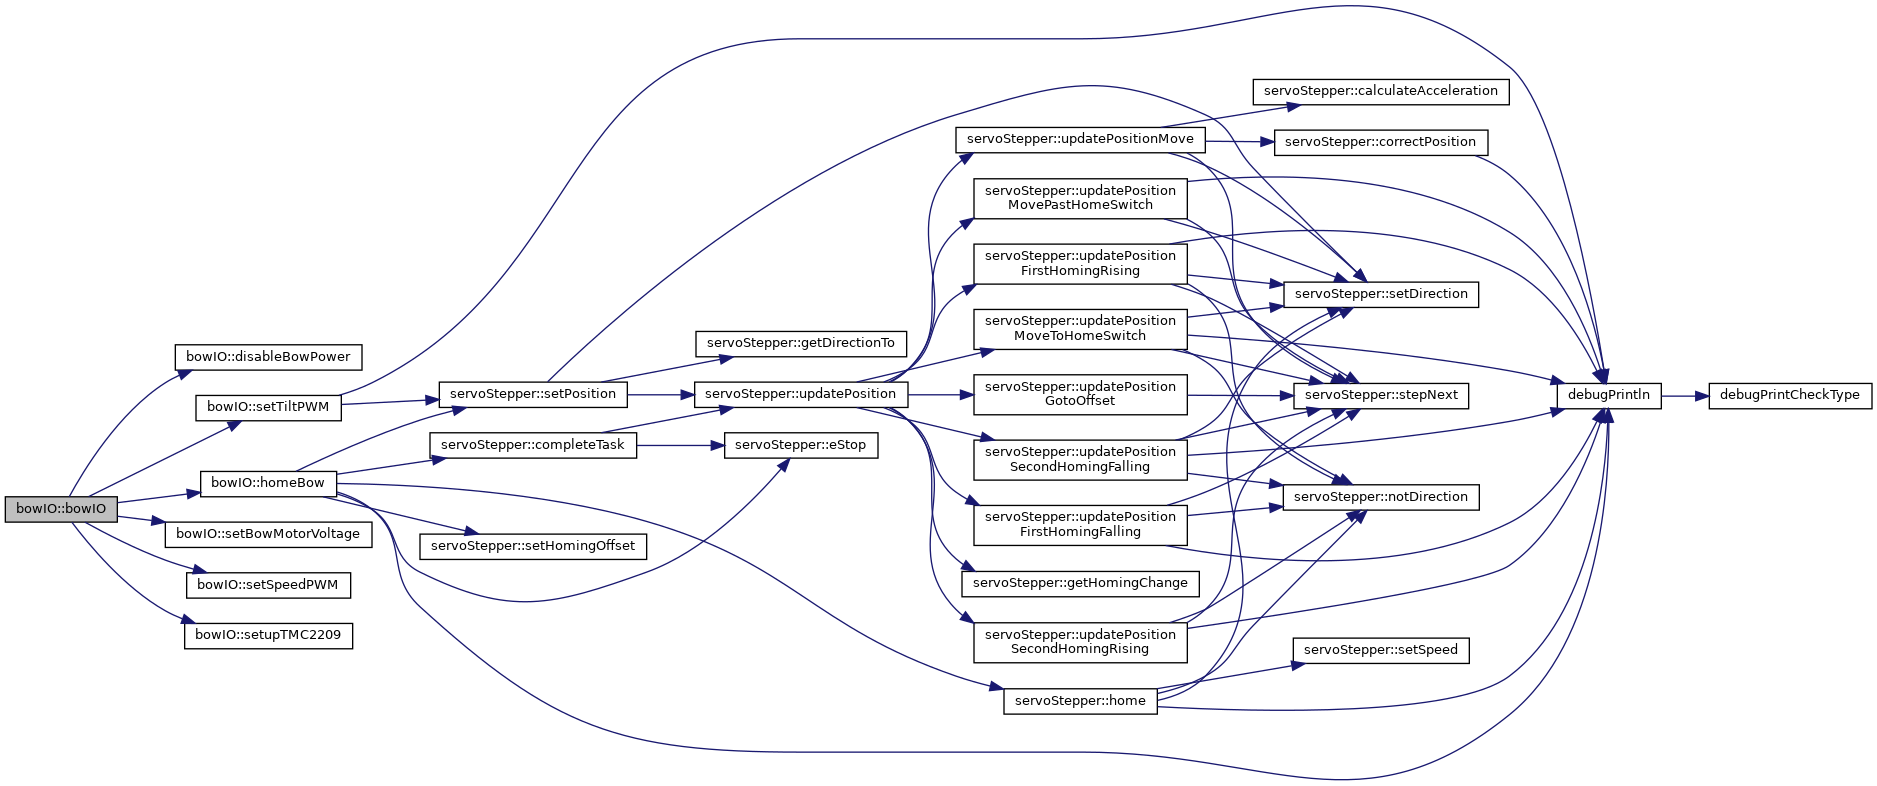 bowIO::bowIO
bowIO::disableBowPower
bowIO::setTiltPWM
bowIO::homeBow
bowIO::setBowMotorVoltage
bowIO::setSpeedPWM
bowIO::setupTMC2209
servoStepper::setPosition
servoStepper::completeTask
servoStepper::setHomingOffset
servoStepper::getDirectionTo
servoStepper::updatePosition
servoStepper::eStop
servoStepper::updatePositionMove
servoStepper::updatePosition
MovePastHomeSwitch
servoStepper::updatePosition
FirstHomingRising
servoStepper::updatePosition
MoveToHomeSwitch
servoStepper::updatePosition
GotoOffset
servoStepper::updatePosition
SecondHomingFalling
servoStepper::updatePosition
FirstHomingFalling
servoStepper::getHomingChange
servoStepper::updatePosition
SecondHomingRising
servoStepper::home
servoStepper::calculateAcceleration
servoStepper::correctPosition
servoStepper::setDirection
servoStepper::stepNext
servoStepper::notDirection
servoStepper::setSpeed
debugPrintln
debugPrintCheckType